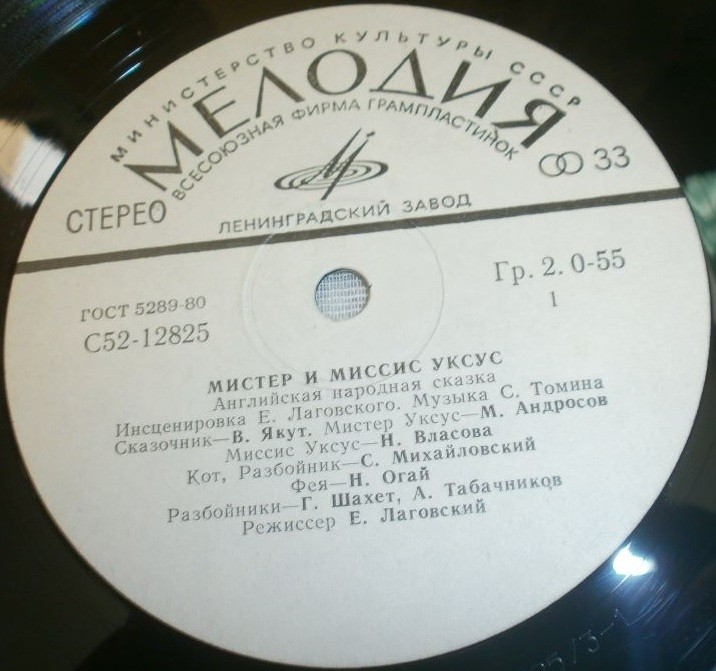 МИНИСТЕРСТВО КУЛЬТУРЫ СССР
МЕЛОДИЯ
ВСЕСОЮЗНАЯ ФИРМА ГРАМПЛАСТИНОК
33
СТЕРЕО
ЛЕНИНГРАДСКИЙ ЗАВОД
ГОСТ 5289-80
Гр. 2. 0-55
С52-12825
1
МИСТЕР И МИССИС УКСУС
Английская народная сказка
Инсценировка Е. Лаговского. Музыка С. Томина
Сказочник—В. Якут. Мистер Уксус—М. Андросов
Миссис Уксус—Н. Власова
Кот, Разбойник—С. Михайловский
Фея—Н. Огай
Разбойники—Г. Шахет, А. Табачников
Режиссер Е. Лаговский